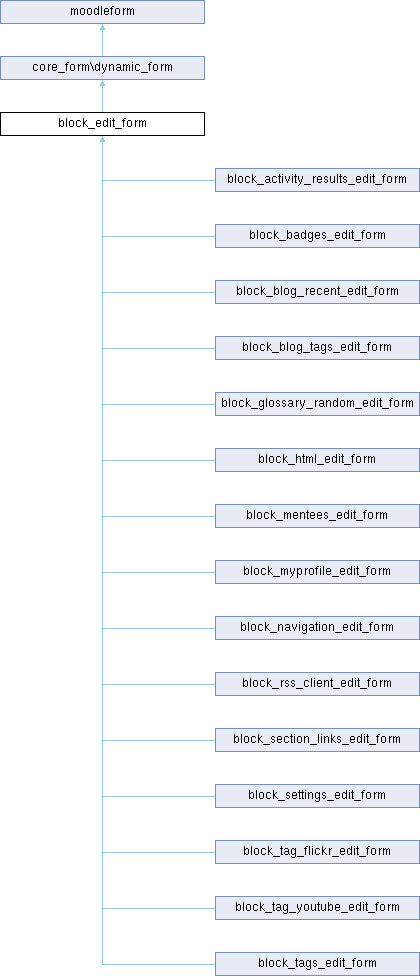 moodleform
core_form\dynamic_form
block_edit_form
block_activity_results_edit_form
block_badges_edit_form
block_blog_recent_edit_form
block_blog_tags_edit_form
block_glossary_random_edit_form
block_html_edit_form
block_mentees_edit_form
block_myprofile_edit_form
block_navigation_edit_form
block_rss_client_edit_form
block_section_links_edit_form
block_settings_edit_form
block_tag_flickr_edit_form
block_tag_youtube_edit_form
block_tags_edit_form